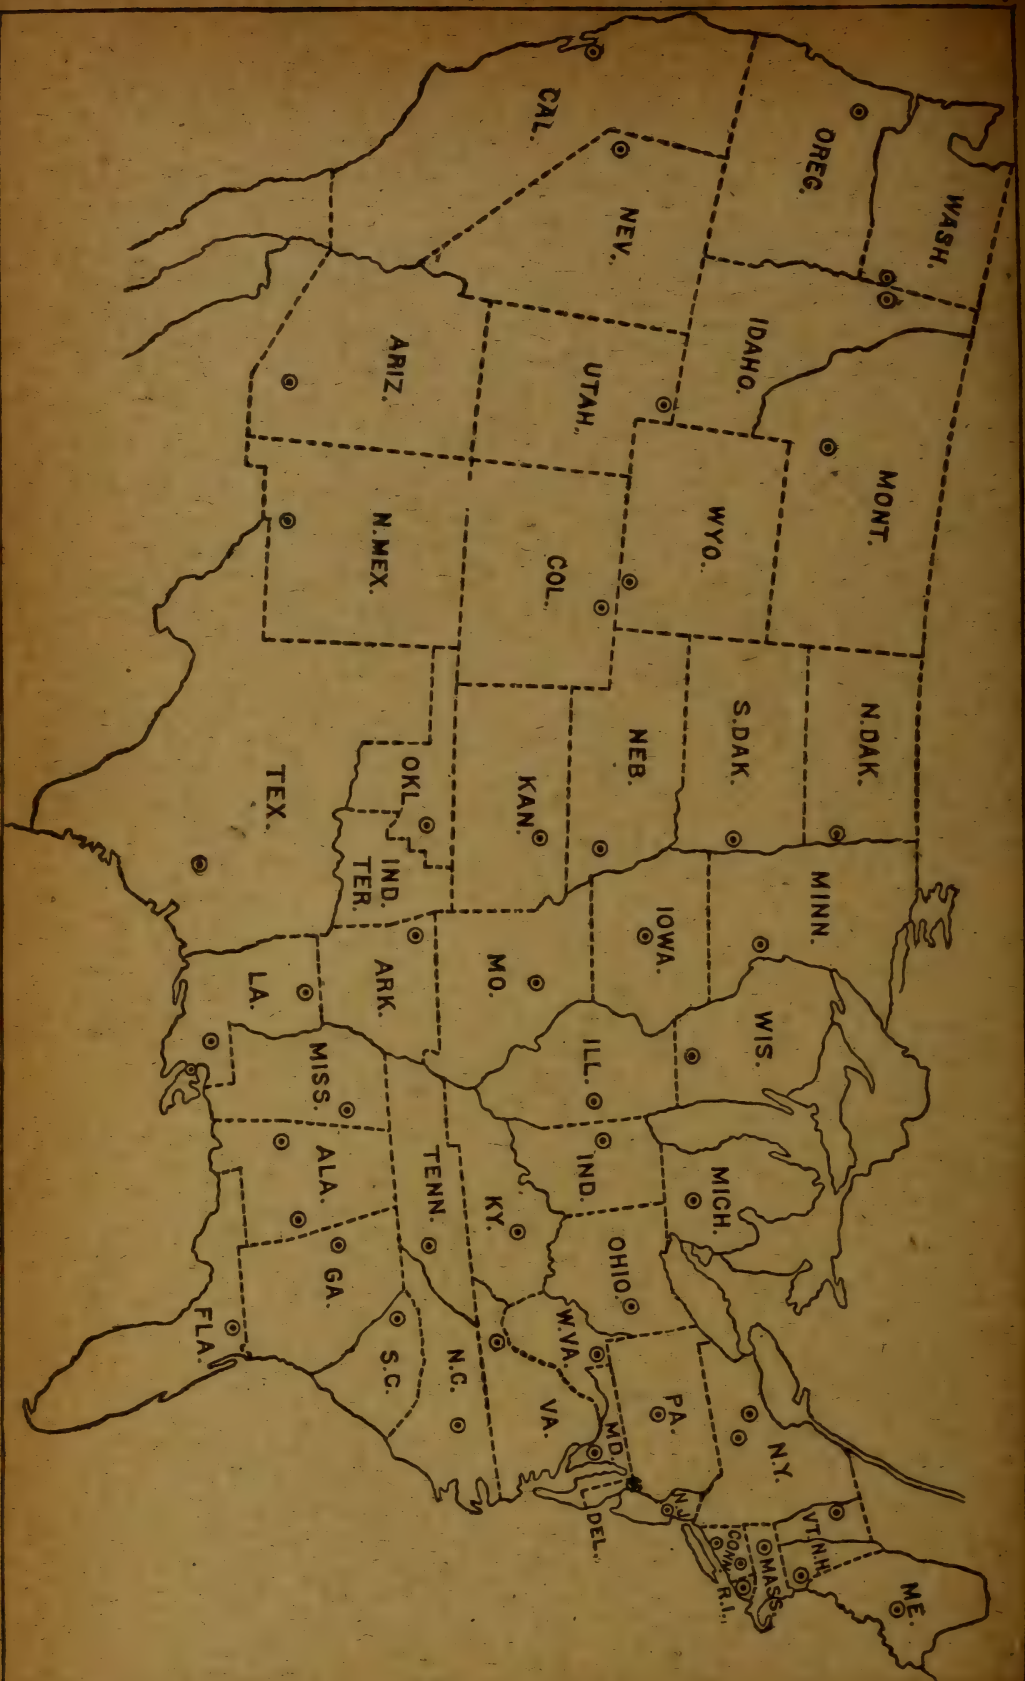 WASH.
OREG.
CAL.
NEV.
IDAHO.
MONT.
WYO.
UTAH.
ARIZ.
COL.
N.MEX.
N.DAK.
S.DAK.
NEB.
KAN.
OKL.
IND.
TER.
TEX.
MINN.
IOWA.
MO.
ARK.
LA.
WIS.
ILL.
MICH.
IND.
OHIO.
KY.
TENN.
MISS.
ALA.
GA.
FLA.
S.C.
N.C.
VA.
W.VA.
MD.
DEL.
PA.
N.J.
N.Y.
CONN.
R.I.
MASS.
VT.
N.H.
ME.